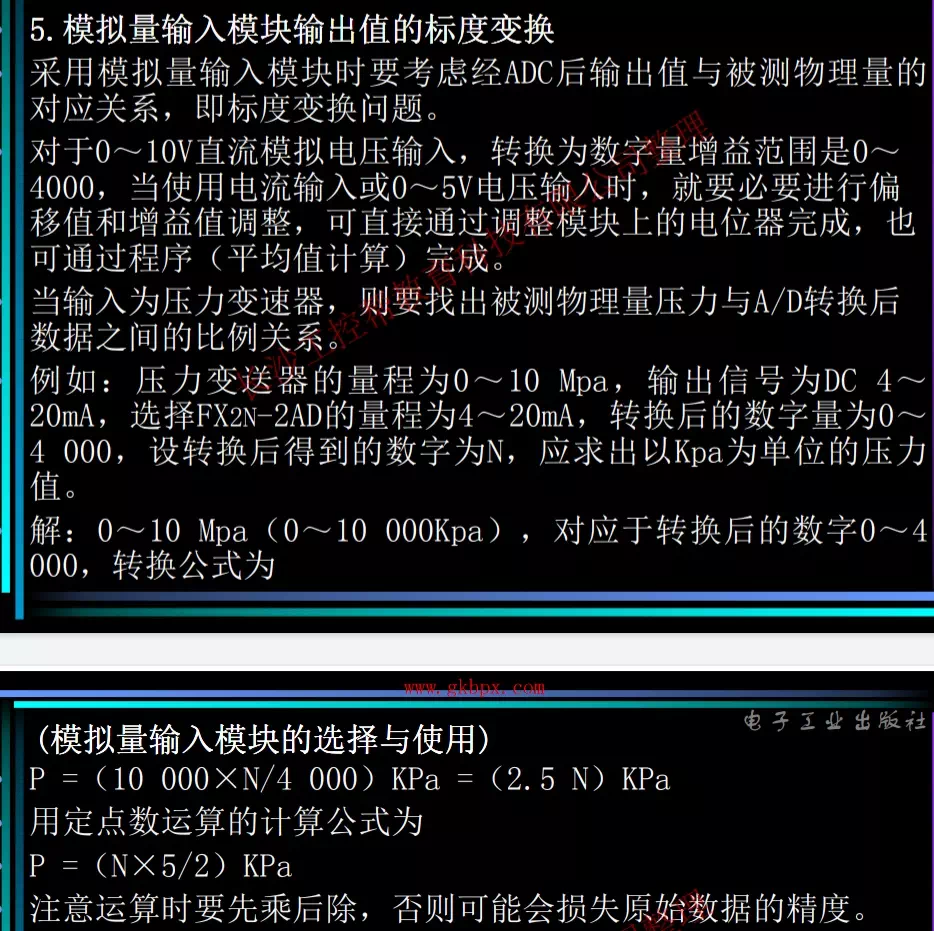 5.模拟量输入模块输出值的标度变换
采用模拟量输入模块时要考虑经ADC后输出值与被测物理量的
对应关系，即标度变换问题。
对于0～10V直流模拟电压输入，转换为数字量增益范围是0～
4000，当使用电流输入或0～5V电压输入时，就要必要进行偏
移值和增益值调整，可直接通过调整模块上的电位器完成，也
可通过程序（平均值计算）完成。
当输入为压力变速器，则要找出被测物理量压力与A/D转换后
数据之间的比例关系。
例如：压力变送器的量程为0～10 Mpa，输出信号为DC 4～
20mA，选择FX2N-2AD的量程为4～20mA，转换后的数字量为0～
4 000，设转换后得到的数字为N，应求出以Kpa为单位的压力
值。
解：0～10 Mpa（0～10 000Kpa），对应于转换后的数字0～4
000，转换公式为
www.gkbpx.com
电子工业出版社
(模拟量输入模块的选择与使用)
P =（10 000×N/4 000）KPa =（2.5 N）KPa
用定点数运算的计算公式为
P =（N×5/2）KPa
注意运算时要先乘后除，否则可能会损失原始数据的精度。